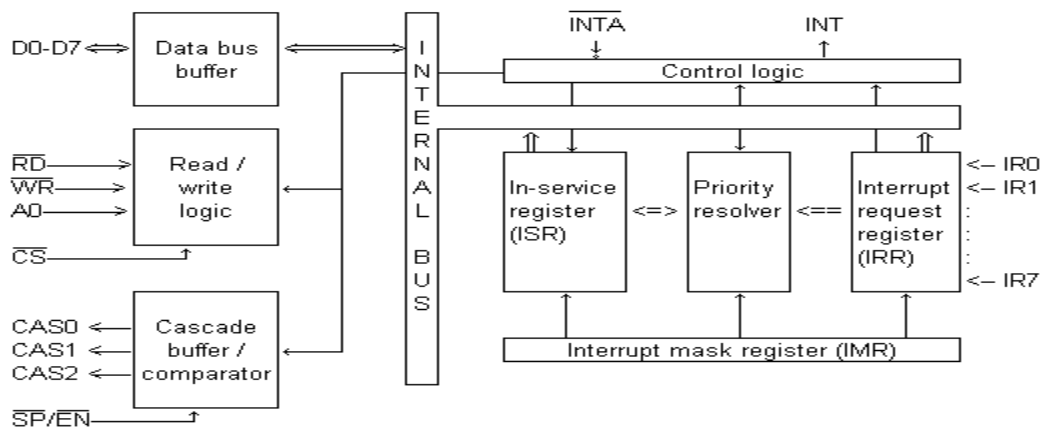 INTA
INT
D0-D7
Data bus
buffer
INTERNAL BUS
Control logic
RD
WR
A0
CS
Read /
write
logic
In-service
register
(ISR)
<=>
Priority
resolver
<==
Interrupt
request
register
(IRR)
<– IR0
<– IR1
:
:
:
<– IR7
CAS0
CAS1
CAS2
SP/EN
Cascade
buffer /
comparator
Interrupt mask register (IMR)